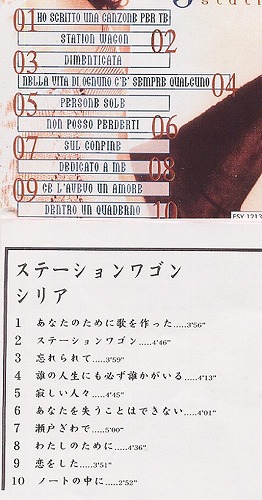 01 HO SCRITTO UNA CANZONE PER TE
STATION WAGON 02
03 DIMENTICATA
NELLA VITA DI OGNUNO C'E' SEMPRE QUALCUNO 04
05 PERSONE SOLE
NON POSSO PERDERTI 06
07 SUL CONFINE
DEDICATO A ME 08
09 CE L'AVEVO UN AMORE
DENTRO UN QUADERNO 10
ESY 1213
ステーションワゴン
シリア
1 あなたのために歌を作った.....3'56"
2 ステーションワゴン.....4'46"
3 忘れられて.....3'59"
4 誰の人生にも必ず誰かがいる.....4'13"
5 寂しい人々.....4'45"
6 あなたを失うことはできない.....4'01"
7 瀬戸ぎわで.....5'00"
8 わたしのために.....4'36"
9 恋をした.....3'51"
10 ノートの中に.....2'52"